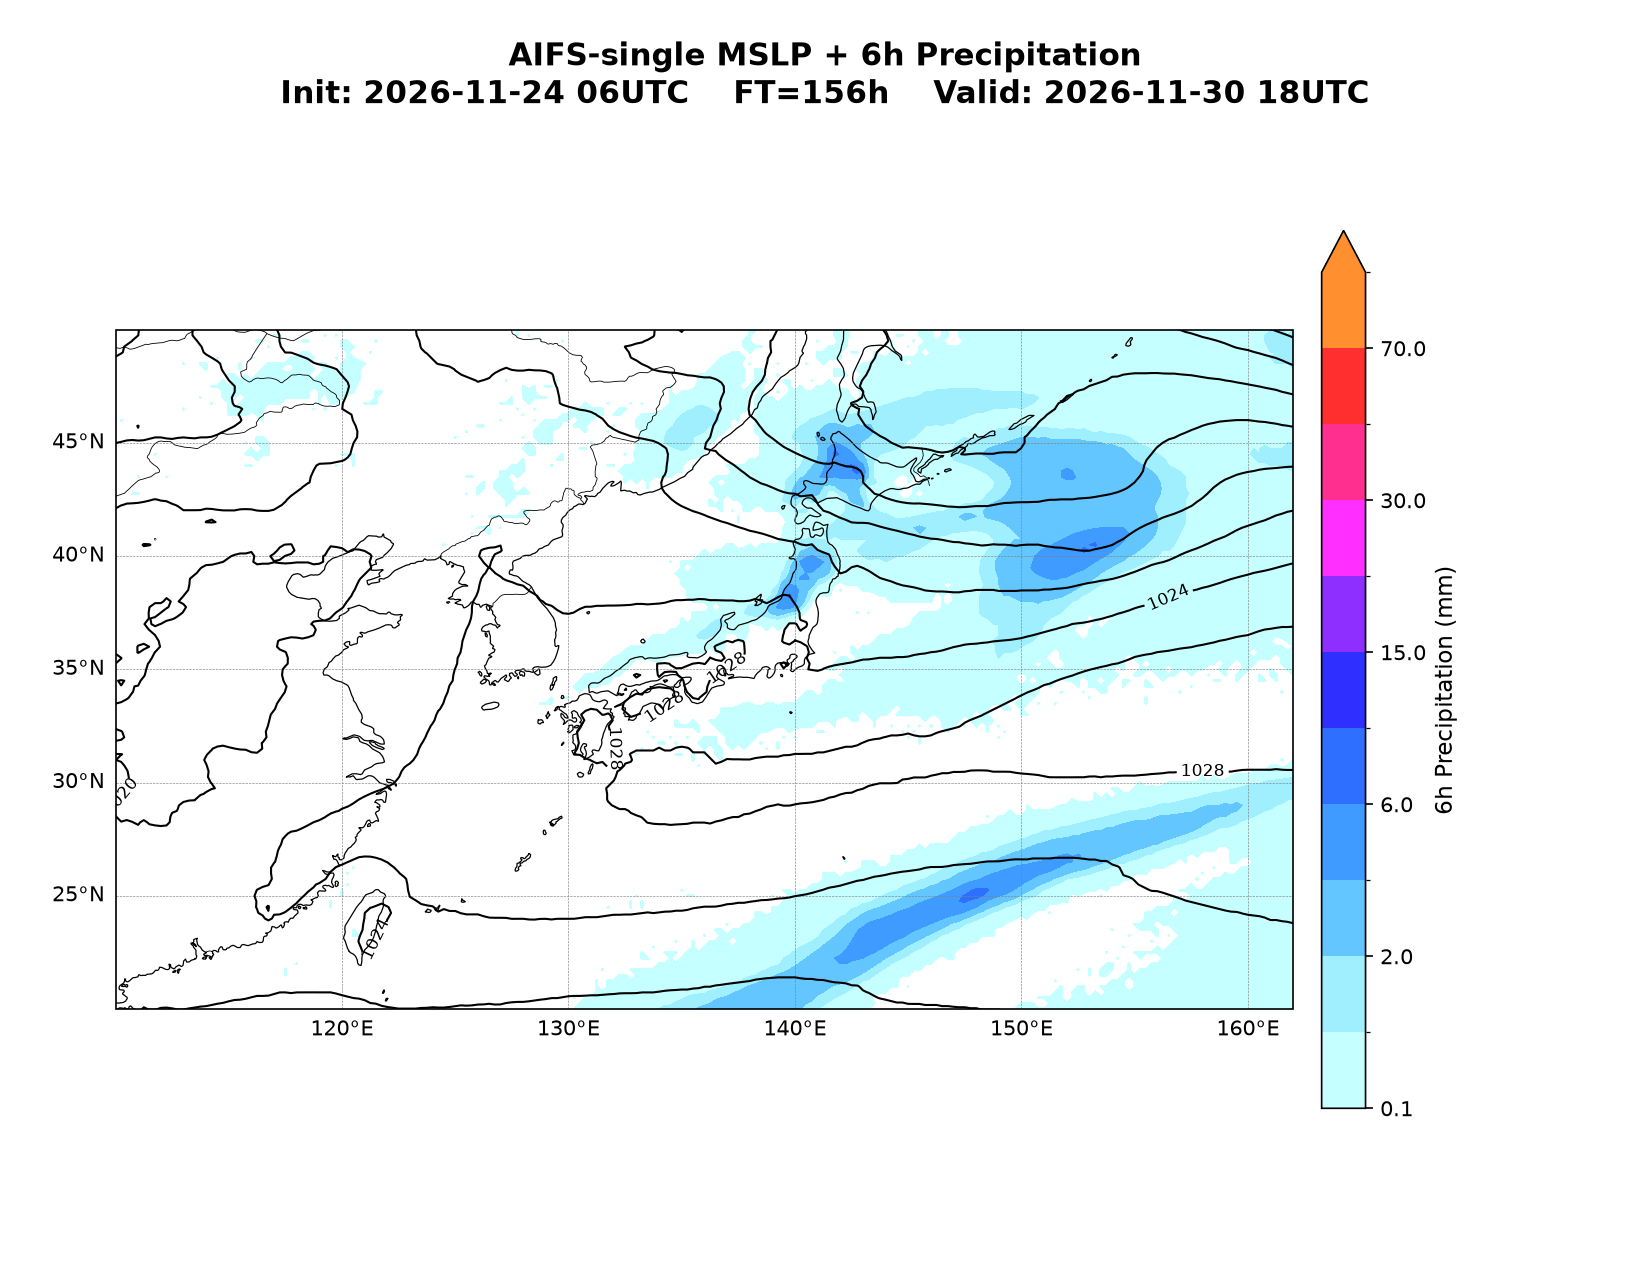 AIFS-single MSLP + 6h Precipitation
Init: 2026-11-24 06UTC    FT=156h    Valid: 2026-11-30 18UTC
70.0
30.0
15.0
6.0
2.0
0.1
6h Precipitation (mm)
45°N
40°N
35°N
30°N
25°N
120°E
130°E
140°E
150°E
160°E
1024
1028
1028
1028
1028
020
1024